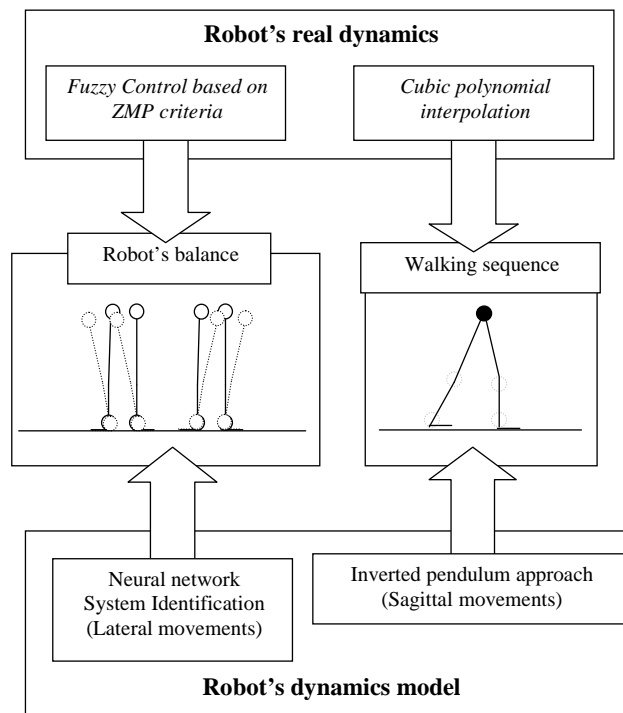 Robot's real dynamics
Fuzzy Control based on
ZMP criteria
Cubic polynomial
interpolation
Robot's balance
Walking sequence
Neural network
System Identification
(Lateral movements)
Inverted pendulum approach
(Sagittal movements)
Robot's dynamics model